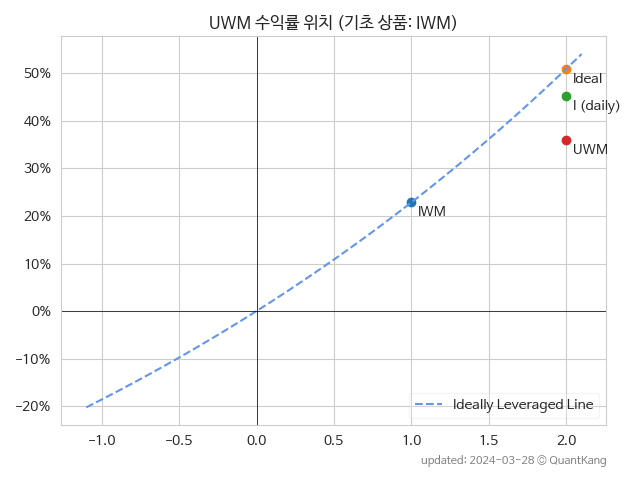 UWM 수익률 위치 (기초 상품: IWM)
50%
40%
30%
20%
10%
0%
−10%
−20%
Ideal
I (daily)
UWM
IWM
Ideally Leveraged Line
−1.0 −0.5 0.0 0.5 1.0 1.5 2.0
updated: 2024-03-28 © QuantKang